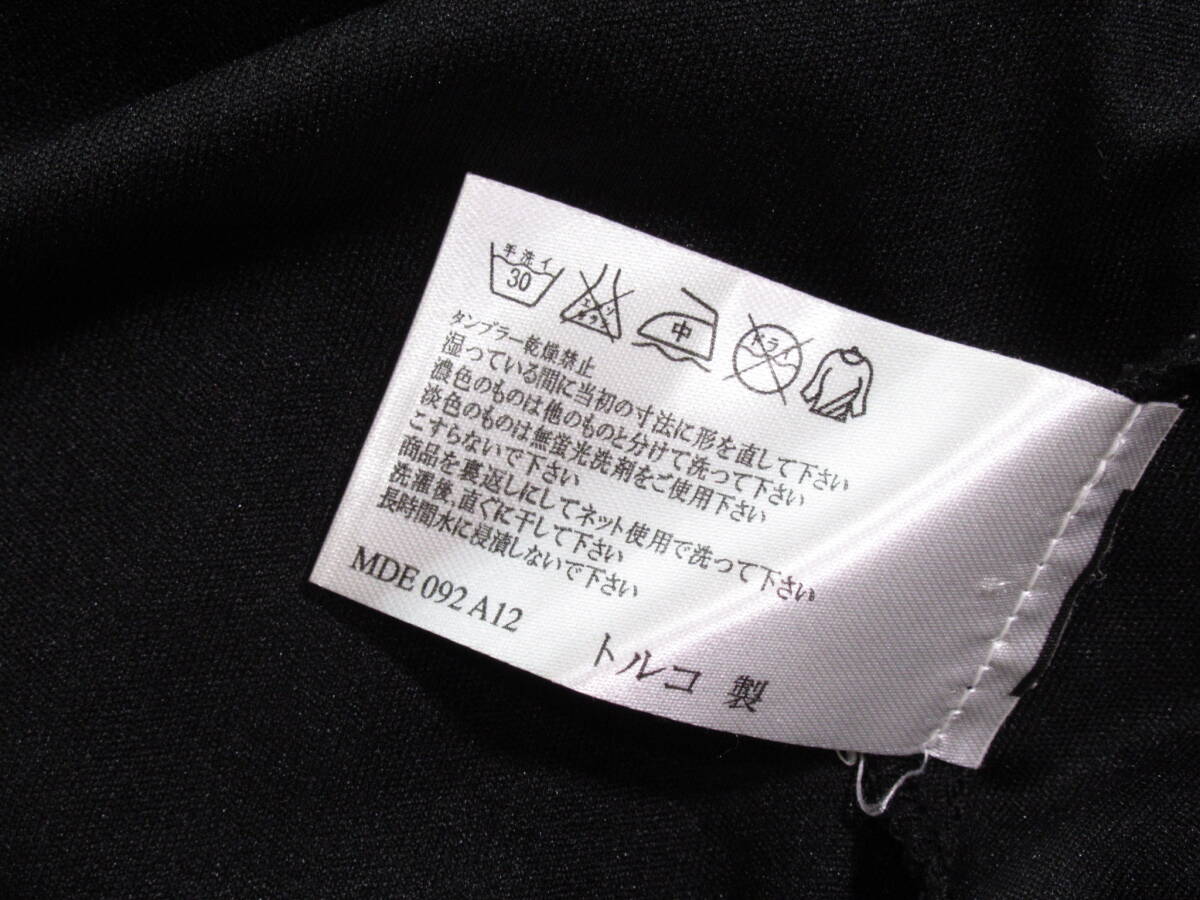 手洗イ
30
エンソサラシ
中
ドライ
タンブラー乾燥禁止
湿っている間に当初の寸法に形を直して下さい
濃色のものは他のものと分けて洗って下さい
淡色のものは無蛍光洗剤をご使用下さい
こすらないで下さい
商品を裏返しにしてネット使用で洗って下さい
洗濯後、直ぐに干して下さい
長時間水に浸漬しないで下さい
MDE 092 A12
トルコ 製